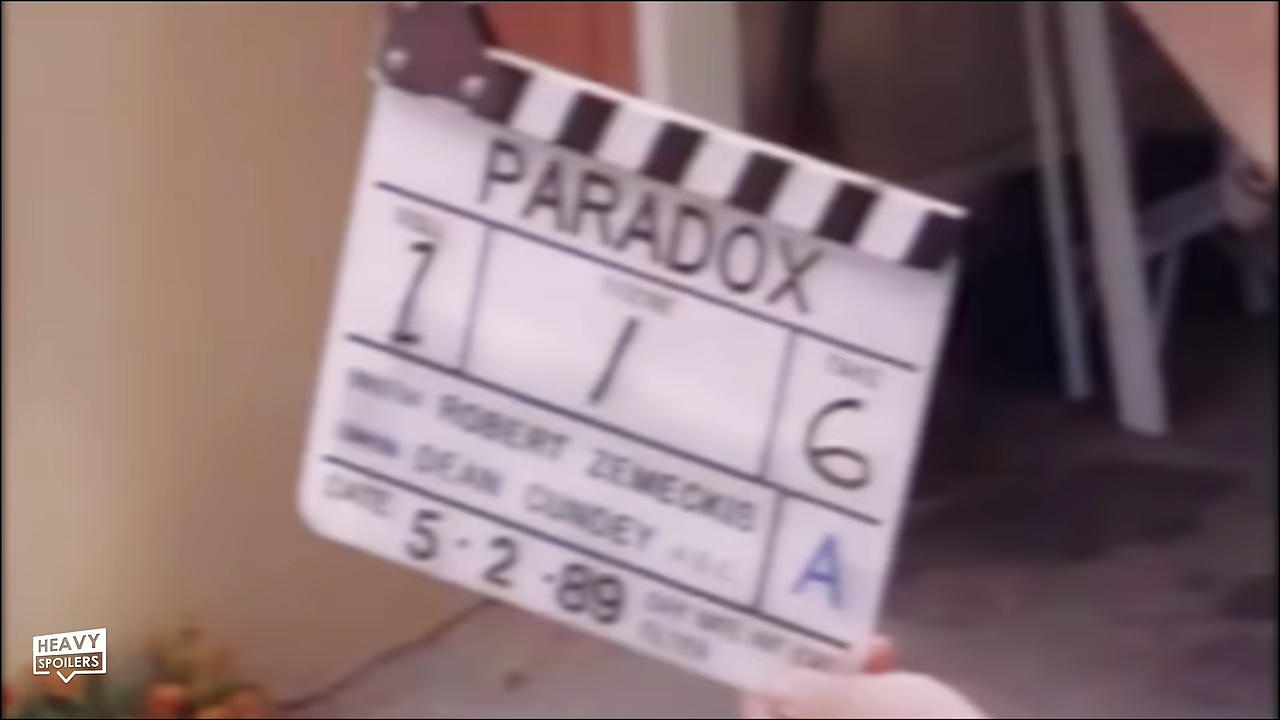 PARADOX
1
1
6
ROBERT ZEMECKIS
DEAN CUNDEY
A
DATE 5·2·89
HEAVY
SPOILERS